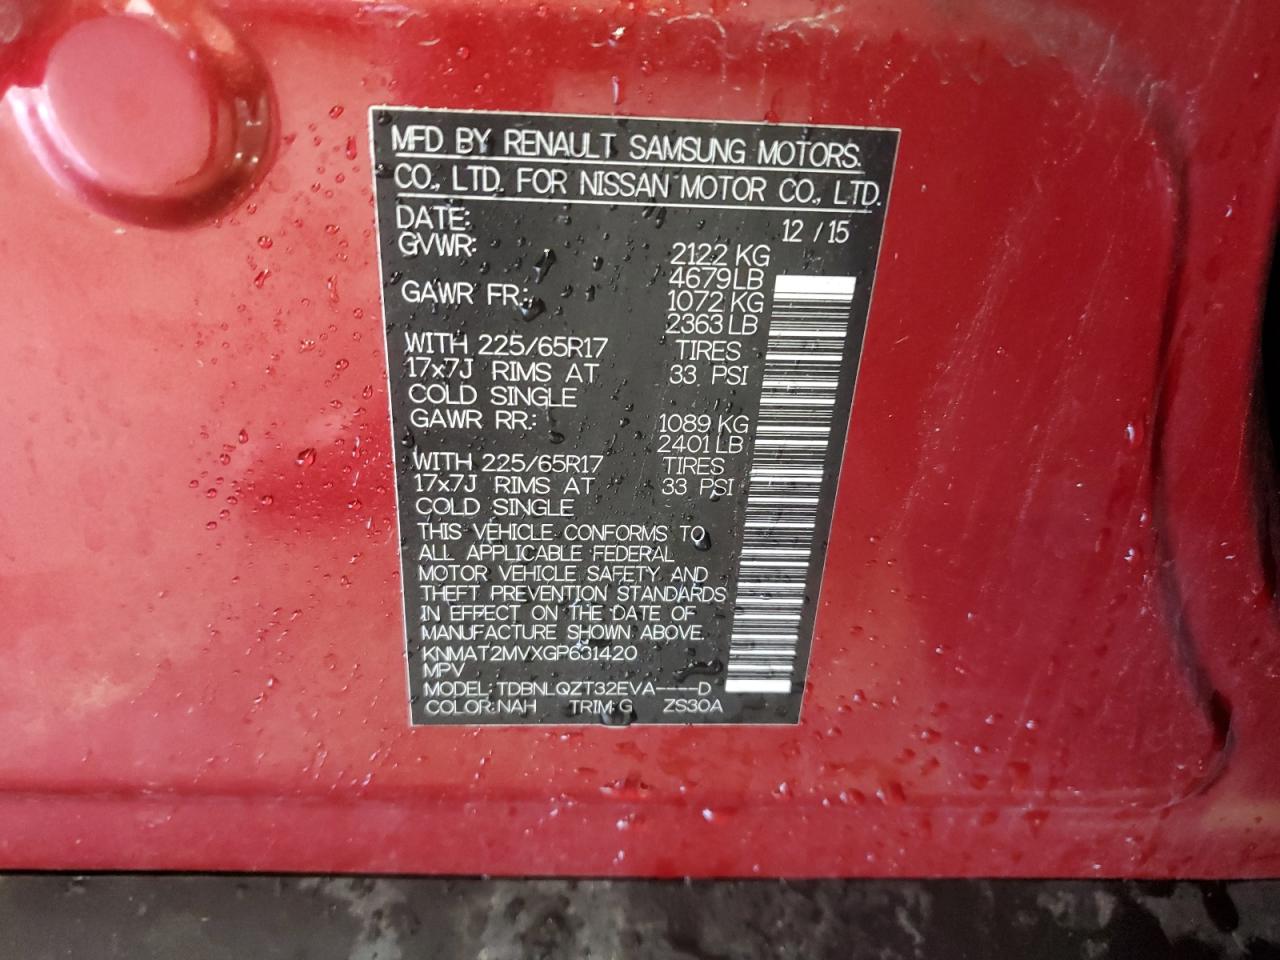 MFD BY RENAULT SAMSUNG MOTORS.
CO., LTD. FOR NISSAN MOTOR CO., LTD.
DATE: 12 / 15
GVWR: 2122 KG
4679 LB
GAWR FR: 1072 KG
2363 LB
WITH 225/65R17 TIRES
17x7J RIMS AT 33 PSI
COLD SINGLE
GAWR RR: 1089 KG
2401 LB
WITH 225/65R17 TIRES
17x7J RIMS AT 33 PSI
COLD SINGLE
THIS VEHICLE CONFORMS TO
ALL APPLICABLE FEDERAL
MOTOR VEHICLE SAFETY AND
THEFT PREVENTION STANDARDS
IN EFFECT ON THE DATE OF
MANUFACTURE SHOWN ABOVE.
KNMAT2MVXGP631420
MPV
MODEL: TDBNLQZT32EVA----D
COLOR: NAH TRIM: G ZS30A